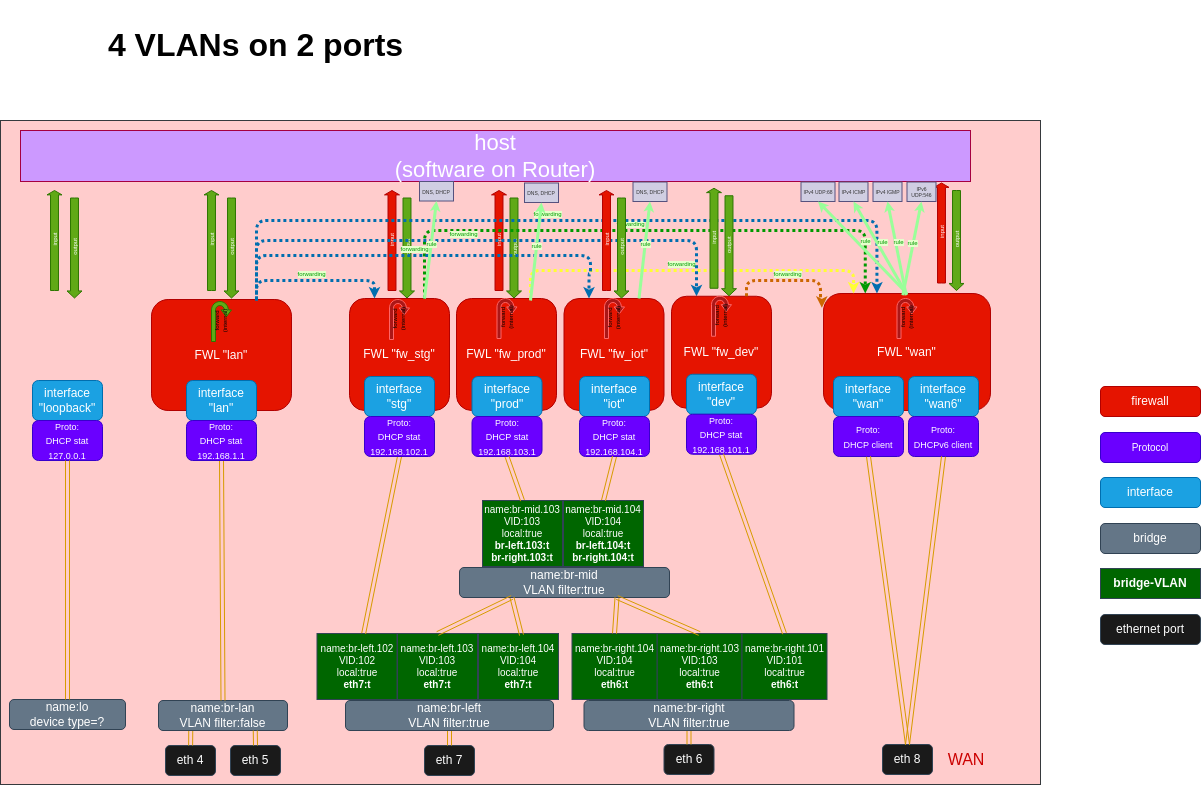 4 VLANs on 2 ports
host
(software on Router)
DNS, DHCP
DNS, DHCP
DNS, DHCP
IPv4 UDP:68
IPv4 ICMP
IPv4 IGMP
IPv6
UDP:546
input
output
input
output
input
input
output
input
output
input
output
input
output
forwarding
forwarding
forwarding
forwarding
forwarding
forwarding
rule
rule
rule
rule
rule
rule
rule
forward
(internal)
forward
(internal)
forward
(internal)
forward
(internal)
forward
(internal)
forward
(internal)
FWL "lan"
FWL "fw_stg"
FWL "fw_prod"
FWL "fw_iot"
FWL "fw_dev"
FWL "wan"
interface
"loopback"
Proto:
DHCP stat
127.0.0.1
interface
"lan"
Proto:
DHCP stat
192.168.1.1
interface
"stg"
Proto:
DHCP stat
192.168.102.1
interface
"prod"
Proto:
DHCP stat
192.168.103.1
interface
"iot"
Proto:
DHCP stat
192.168.104.1
interface
"dev"
Proto:
DHCP stat
192.168.101.1
interface
"wan"
Proto:
DHCP client
interface
"wan6"
Proto:
DHCPv6 client
firewall
Protocol
interface
bridge
bridge-VLAN
ethernet port
name:br-mid.103
VID:103
local:true
br-left.103:t
br-right.103:t
name:br-mid.104
VID:104
local:true
br-left.104:t
br-right.104:t
name:br-mid
VLAN filter:true
name:br-left.102
VID:102
local:true
eth7:t
name:br-left.103
VID:103
local:true
eth7:t
name:br-left.104
VID:104
local:true
eth7:t
name:br-right.104
VID:104
local:true
eth6:t
name:br-right.103
VID:103
local:true
eth6:t
name:br-right.101
VID:101
local:true
eth6:t
name:lo
device type=?
name:br-lan
VLAN filter:false
name:br-left
VLAN filter:true
name:br-right
VLAN filter:true
eth 4
eth 5
eth 7
eth 6
eth 8
WAN